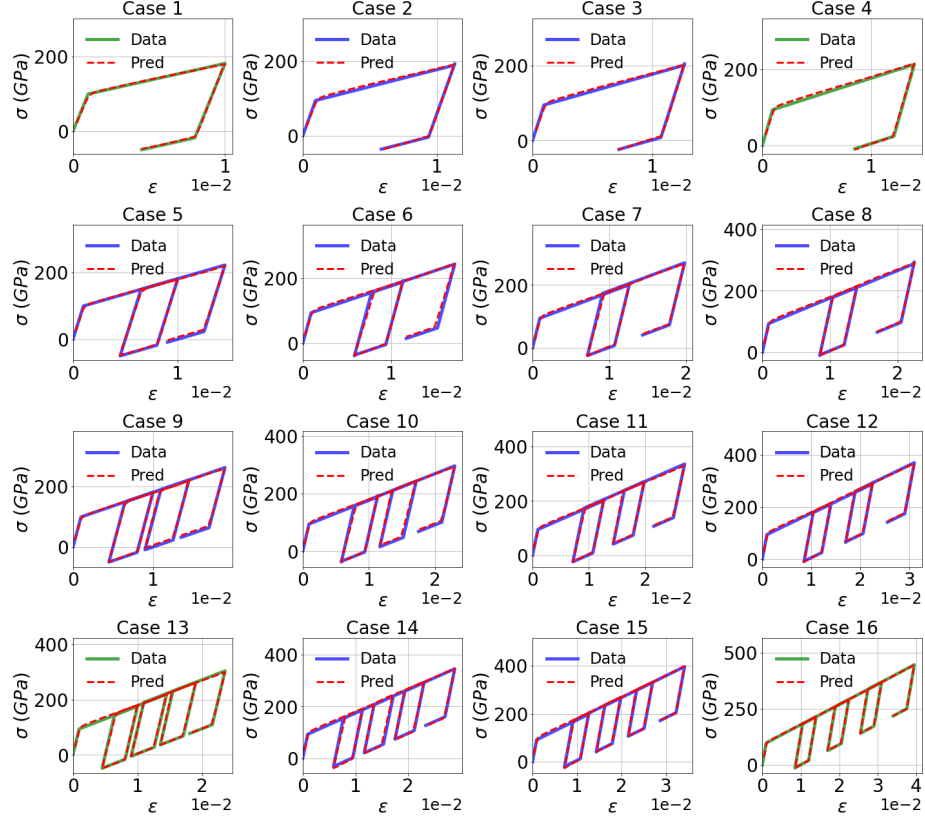 Case 1
Data
Pred
200
0
σ (GPa)
0
1
1e−2
ε
Case 2
Data
Pred
200
0
σ (GPa)
0
1
1e−2
ε
Case 3
Data
Pred
200
0
σ (GPa)
0
1
1e−2
ε
Case 4
Data
Pred
200
0
σ (GPa)
0
1
1e−2
ε
Case 5
Data
Pred
200
0
σ (GPa)
0
1
1e−2
ε
Case 6
Data
Pred
200
0
σ (GPa)
0
1
1e−2
ε
Case 7
Data
Pred
200
0
σ (GPa)
0
1
2
1e−2
ε
Case 8
Data
Pred
400
200
0
σ (GPa)
0
1
2
1e−2
ε
Case 9
Data
Pred
200
0
σ (GPa)
0
1
1e−2
ε
Case 10
Data
Pred
400
200
0
σ (GPa)
0
1
2
1e−2
ε
Case 11
Data
Pred
400
200
0
σ (GPa)
0
1
2
1e−2
ε
Case 12
Data
Pred
400
200
0
σ (GPa)
0
1
2
3
1e−2
ε
Case 13
Data
Pred
400
200
0
σ (GPa)
0
1
2
1e−2
ε
Case 14
Data
Pred
400
200
0
σ (GPa)
0
1
2
1e−2
ε
Case 15
Data
Pred
400
200
0
σ (GPa)
0
1
2
3
1e−2
ε
Case 16
Data
Pred
500
250
0
σ (GPa)
0
1
2
3
4
1e−2
ε